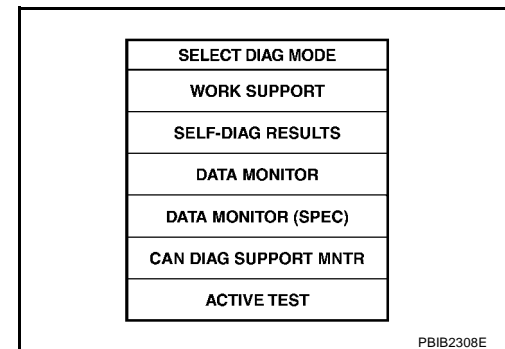 SELECT DIAG MODE
WORK SUPPORT
SELF-DIAG RESULTS
DATA MONITOR
DATA MONITOR (SPEC)
CAN DIAG SUPPORT MNTR
ACTIVE TEST
PBIB2308E